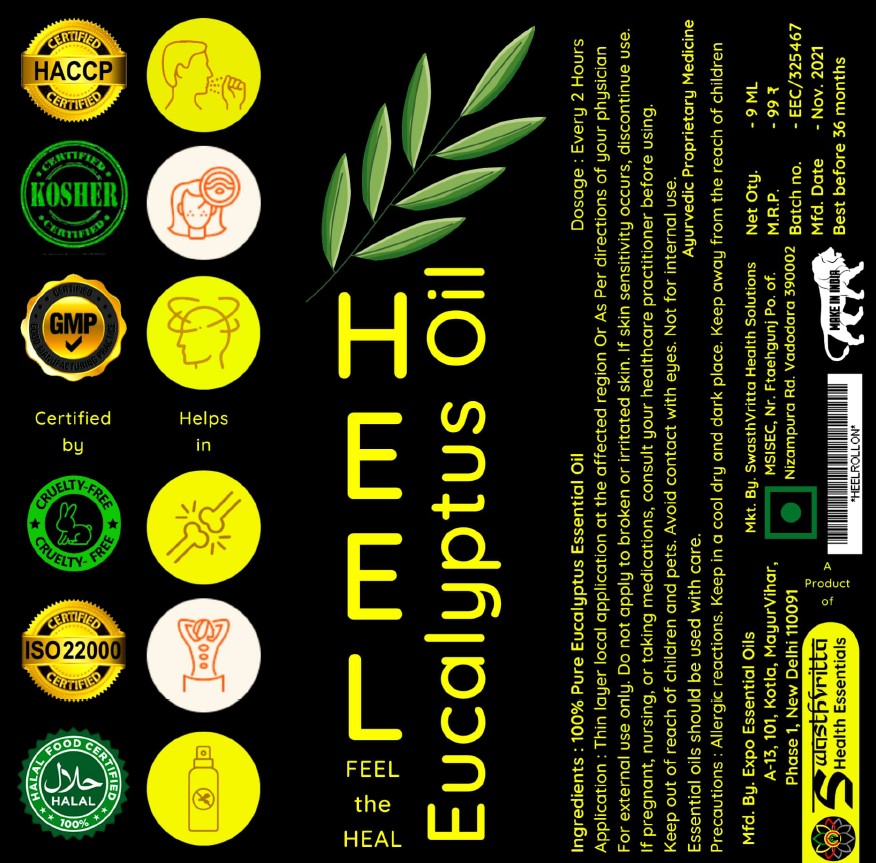 CERTIFIED
HACCP
CERTIFIED
CERTIFIED
KOSHER
CERTIFIED
CERTIFIED
GMP
GOOD MANUFACTURING PRACTICE
Certified
by
CRUELTY-FREE
CRUELTY- FREE
CERTIFIED
ISO22000
CERTIFIED
HALAL FOOD CERTIFIED
حلال
HALAL
100%
Helps
in
HEEL
FEEL
the
HEAL
Eucalyptus Oil
Ingredients : 100% Pure Eucalyptus Essential Oil Dosage : Every 2 Hours
Application : Thin layer local application at the affected region Or As Per directions of your physician
For external use only. Do not apply to broken or irritated skin. If skin sensitivity occurs, discontinue use.
If pregnant, nursing, or taking medications, consult your healthcare practitioner before using.
Keep out of reach of children and pets. Avoid contact with eyes. Not for internal use.
Essential oils should be used with care. Ayurvedic Proprietary Medicine
Precautions : Allergic reactions. Keep in a cool dry and dark place. Keep away from the reach of children
Mfd. By. Expo Essential Oils
A-13, 101, Kotla, MayurVihar,
Phase 1, New Delhi 110091
Mkt. By. SwasthVritta Health Solutions
MSISEC, Nr. Ftaehgunj Po. of.
Nizampura Rd. Vadodara 390002
Net Qty. - 9 ML
M.R.P. - 99 ₹
Batch no. - EEC/325467
Mfd. Date - Nov. 2021
Best before 36 months
MAKE IN INDIA
*HEELROLLON*
A
Product
of
SwasthVritta
Health Essentials